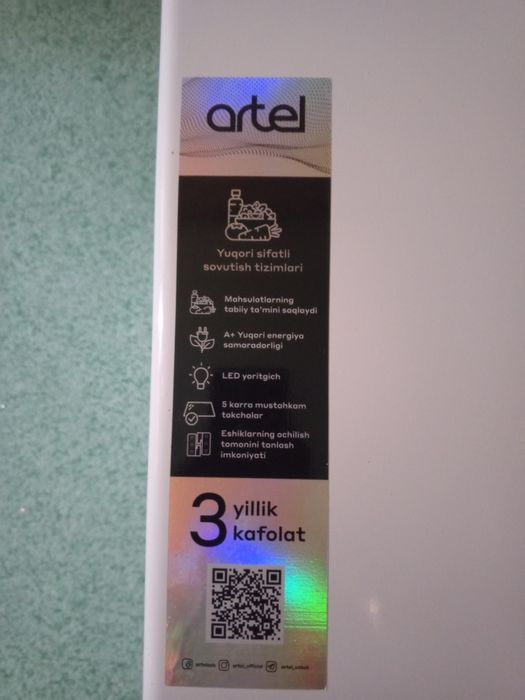 artel
Yuqori sifatli
sovutish tizimlari
Mahsulotlarning
tabiiy ta'mini saqlaydi
A+ Yuqori energiya
samaradorligi
LED yoritgich
5 karra mustahkam
tokchalar
Eshiklarning ochilish
tomonini tanlash
imkoniyati
3 yillik
kafolat
artel_official